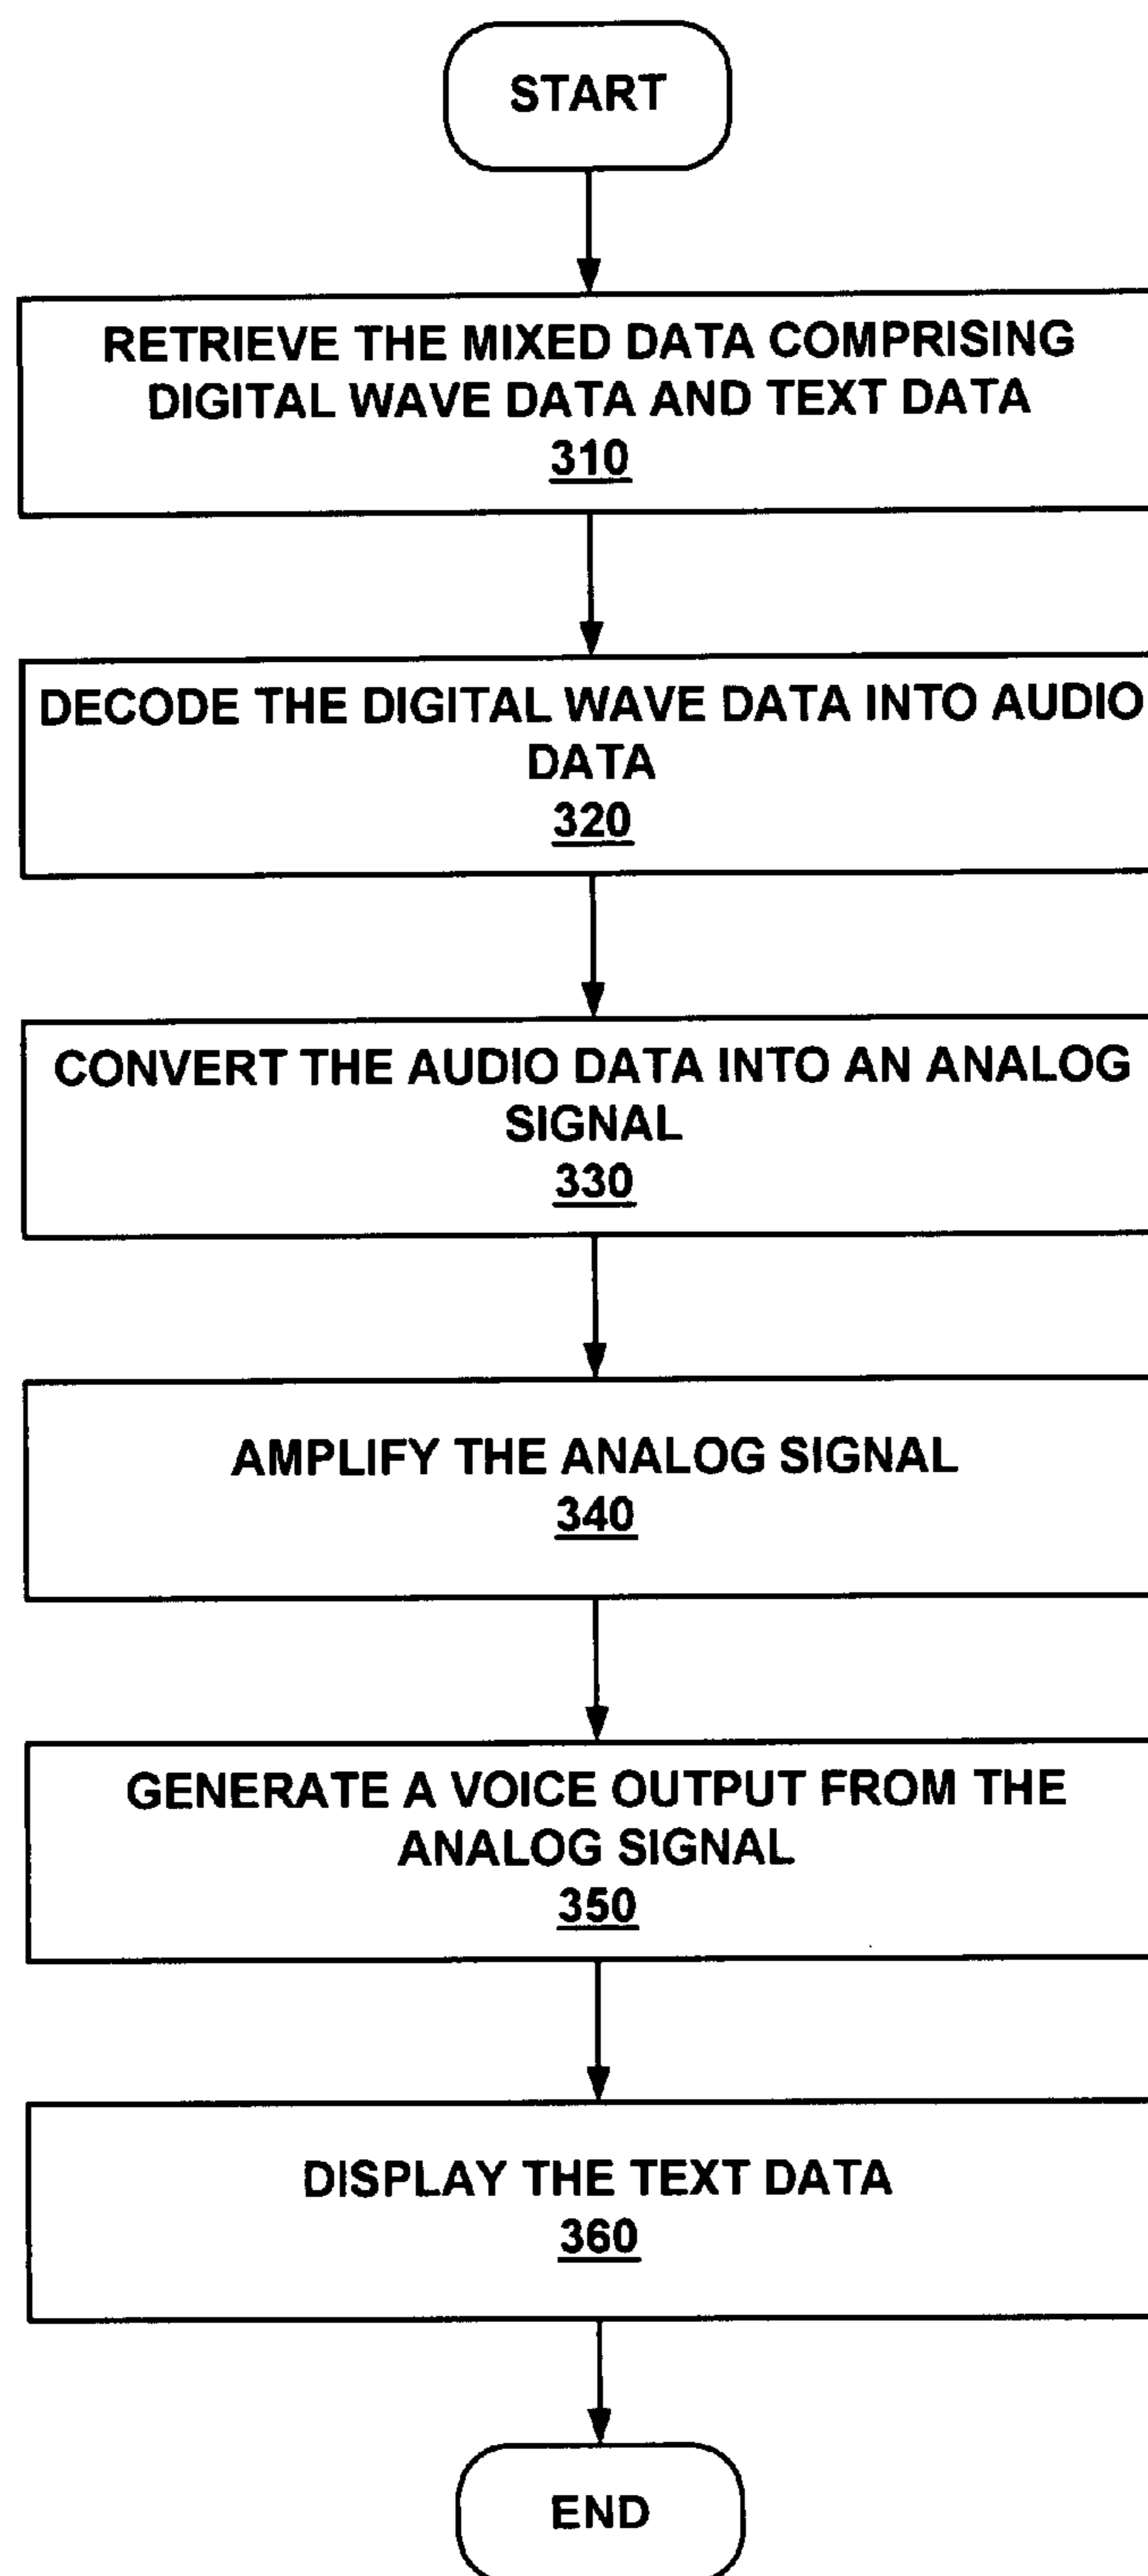 START
RETRIEVE THE MIXED DATA COMPRISING
DIGITAL WAVE DATA AND TEXT DATA
310
DECODE THE DIGITAL WAVE DATA INTO AUDIO
DATA
320
CONVERT THE AUDIO DATA INTO AN ANALOG
SIGNAL
330
AMPLIFY THE ANALOG SIGNAL
340
GENERATE A VOICE OUTPUT FROM THE
ANALOG SIGNAL
350
DISPLAY THE TEXT DATA
360
END